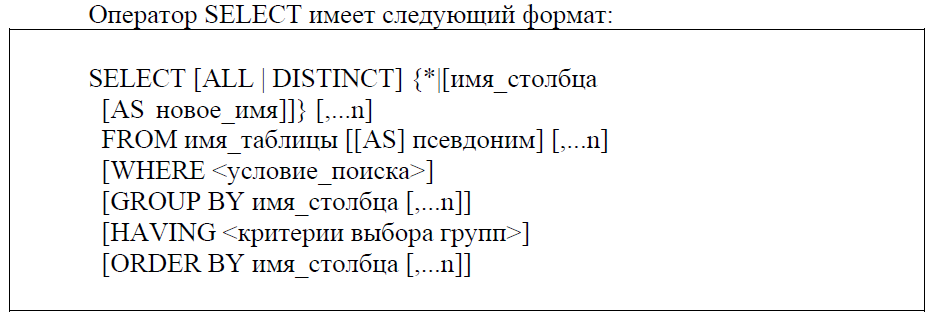 Оператор SELECT имеет следующий формат:
SELECT [ALL | DISTINCT] {*|[имя_столбца
[AS новое_имя]]} [,...n]
FROM имя_таблицы [[AS] псевдоним] [,...n]
[WHERE <условие_поиска>]
[GROUP BY имя_столбца [,...n]]
[HAVING <критерии выбора групп>]
[ORDER BY имя_столбца [,...n]]